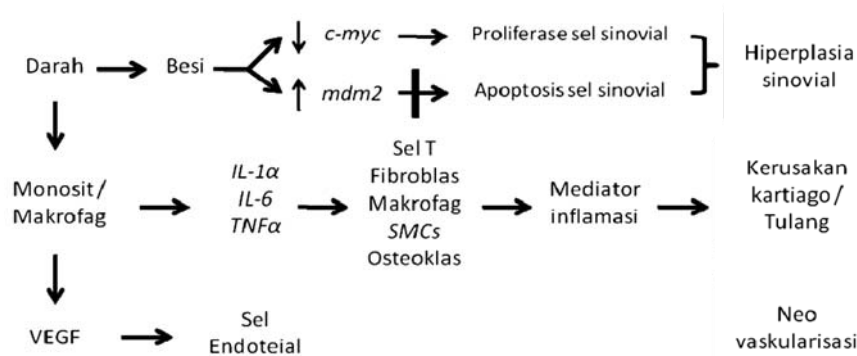 Darah
Besi
c-myc
Proliferase sel sinovial
mdm2
Apoptosis sel sinovial
Hiperplasia
sinovial
Monosit/
Makrofag
IL-1α
IL-6
TNFα
Sel T
Fibroblas
Makrofag
SMCs
Osteoklas
Mediator
inflamasi
Kerusakan
kartiago/
Tulang
VEGF
Sel
Endoteial
Neo
vaskularisasi